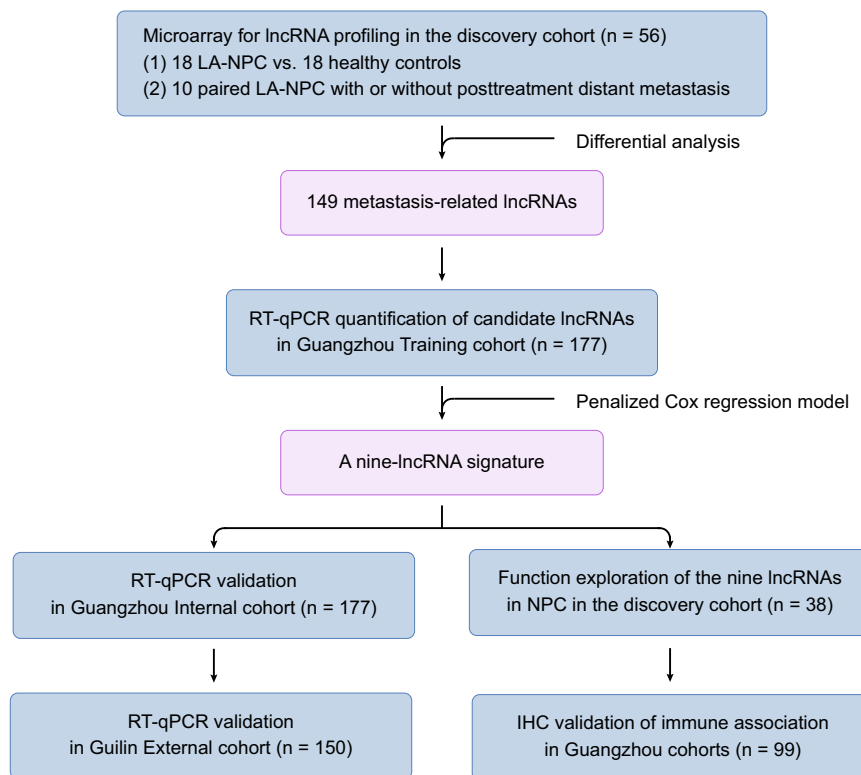 Microarray for lncRNA profiling in the discovery cohort (n = 56)
(1) 18 LA-NPC vs. 18 healthy controls
(2) 10 paired LA-NPC with or without posttreatment distant metastasis
Differential analysis
149 metastasis-related lncRNAs
RT-qPCR quantification of candidate lncRNAs
in Guangzhou Training cohort (n = 177)
Penalized Cox regression model
A nine-lncRNA signature
RT-qPCR validation
in Guangzhou Internal cohort (n = 177)
Function exploration of the nine lncRNAs
in NPC in the discovery cohort (n = 38)
RT-qPCR validation
in Guilin External cohort (n = 150)
IHC validation of immune association
in Guangzhou cohorts (n = 99)